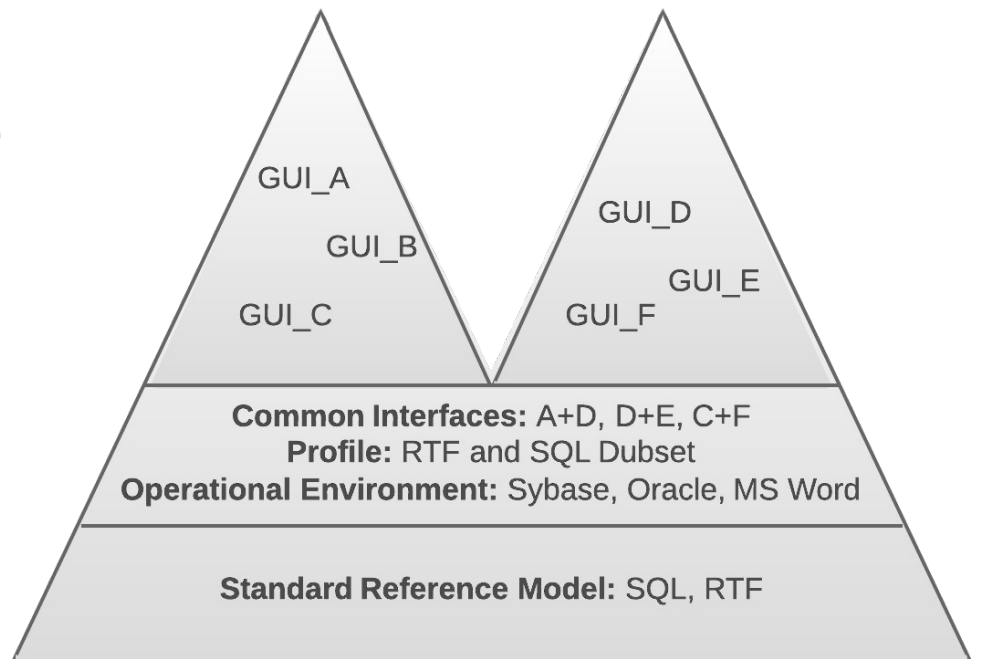 GUI_A
GUI_B
GUI_C
GUI_D
GUI_E
GUI_F
Common Interfaces: A+D, D+E, C+F
Profile: RTF and SQL Dubset
Operational Environment: Sybase, Oracle, MS Word
Standard Reference Model: SQL, RTF